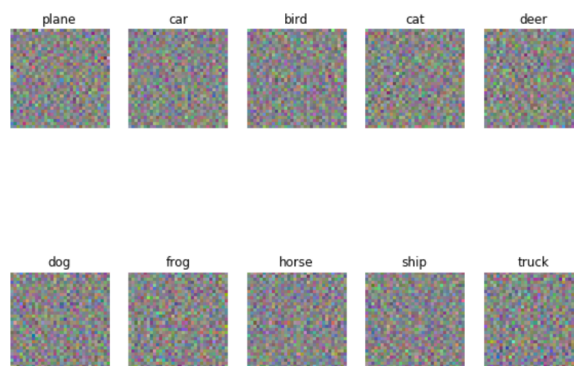 plane car bird cat deer
dog frog horse ship truck